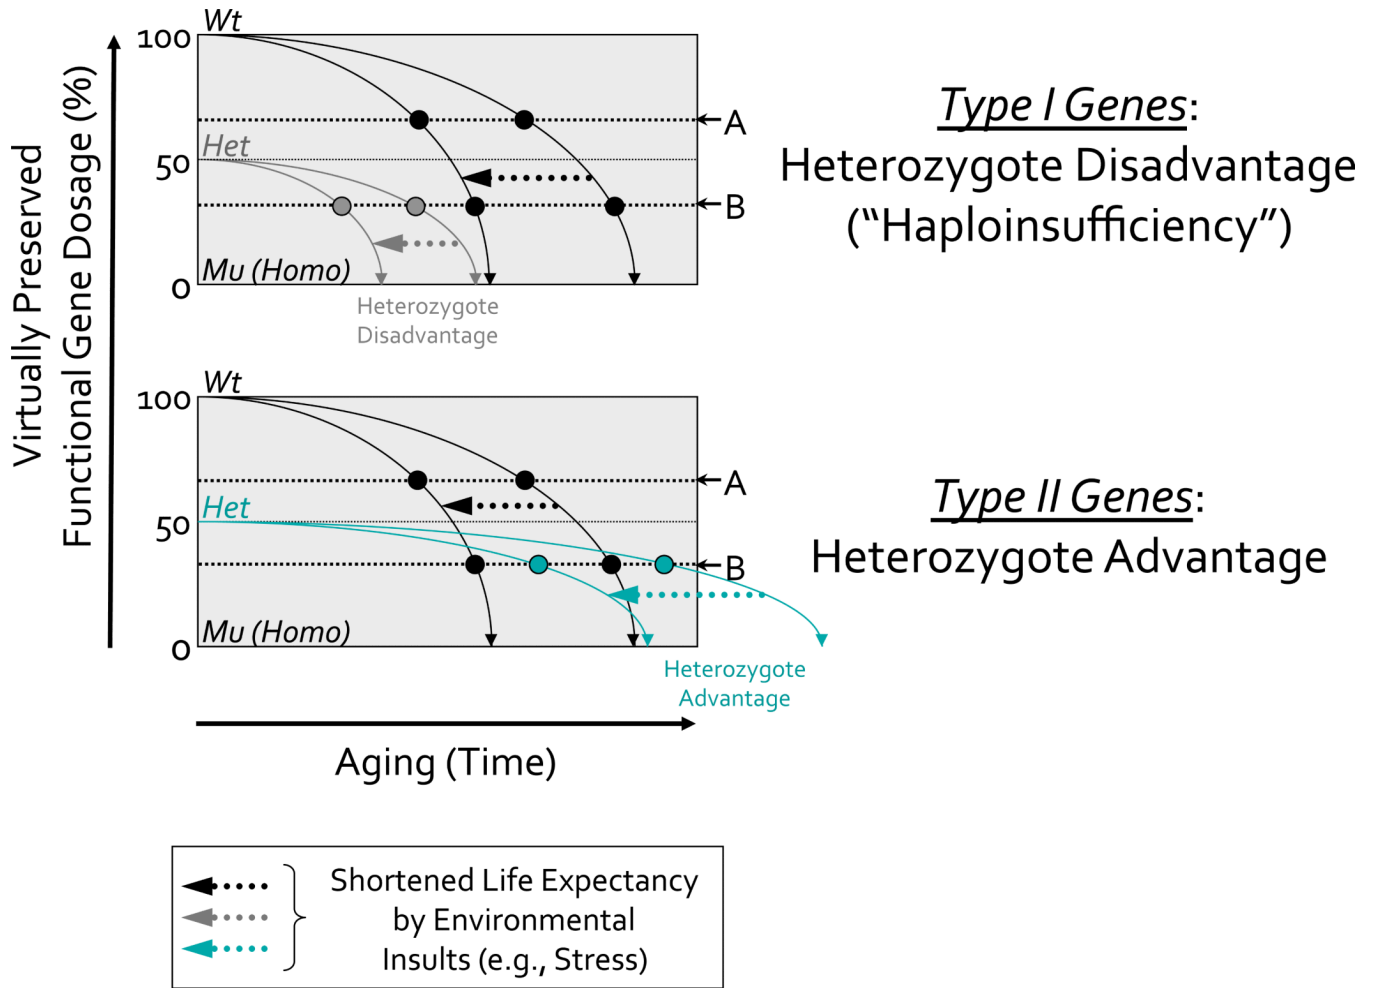 Virtually Preserved
Functional Gene Dosage (%)
Wt
100
A
Het
50
B
Mu (Homo)
0
Heterozygote
Disadvantage
Type I Genes:
Heterozygote Disadvantage
("Haploinsufficiency")
Wt
100
A
Het
50
B
Mu (Homo)
0
Heterozygote
Advantage
Type II Genes:
Heterozygote Advantage
Aging (Time)
Shortened Life Expectancy
by Environmental
Insults (e.g., Stress)